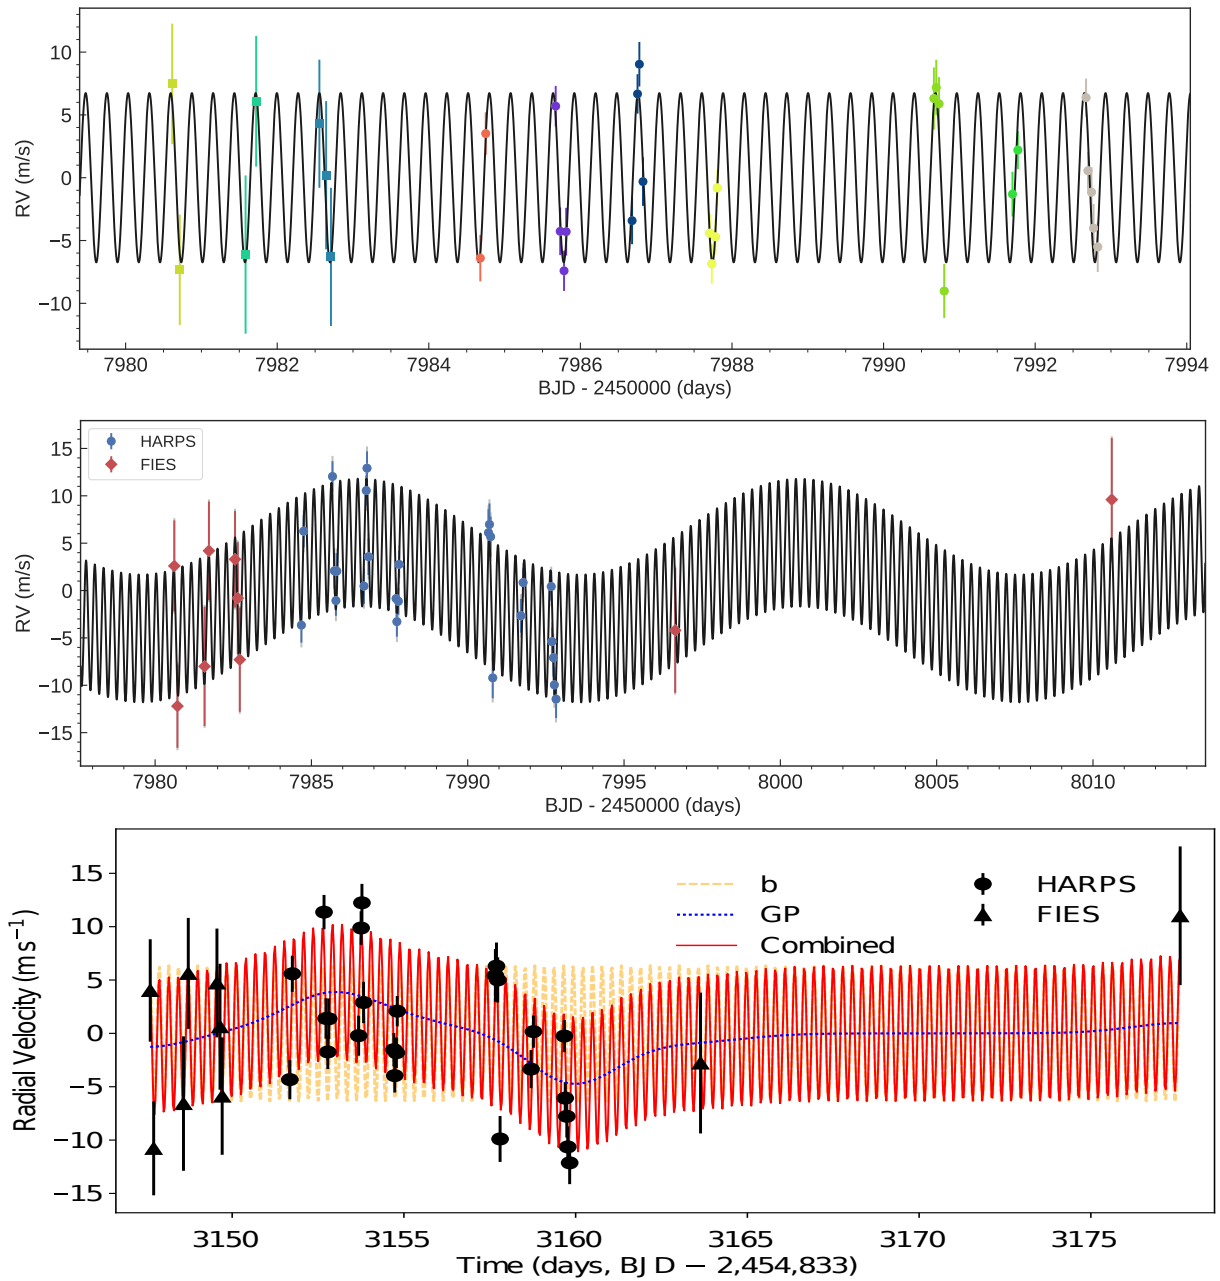 10
5
0
−5
−10
RV (m/s)
7980 7982 7984 7986 7988 7990 7992 7994
BJD - 2450000 (days)
HARPS
FIES
15
10
5
0
−5
−10
−15
RV (m/s)
7980 7985 7990 7995 8000 8005 8010
BJD - 2450000 (days)
b
GP
Combined
HARPS
FIES
15
10
5
0
−5
−10
−15
Radial Velocity (m s⁻¹)
3150 3155 3160 3165 3170 3175
Time (days, BJD − 2,454,833)